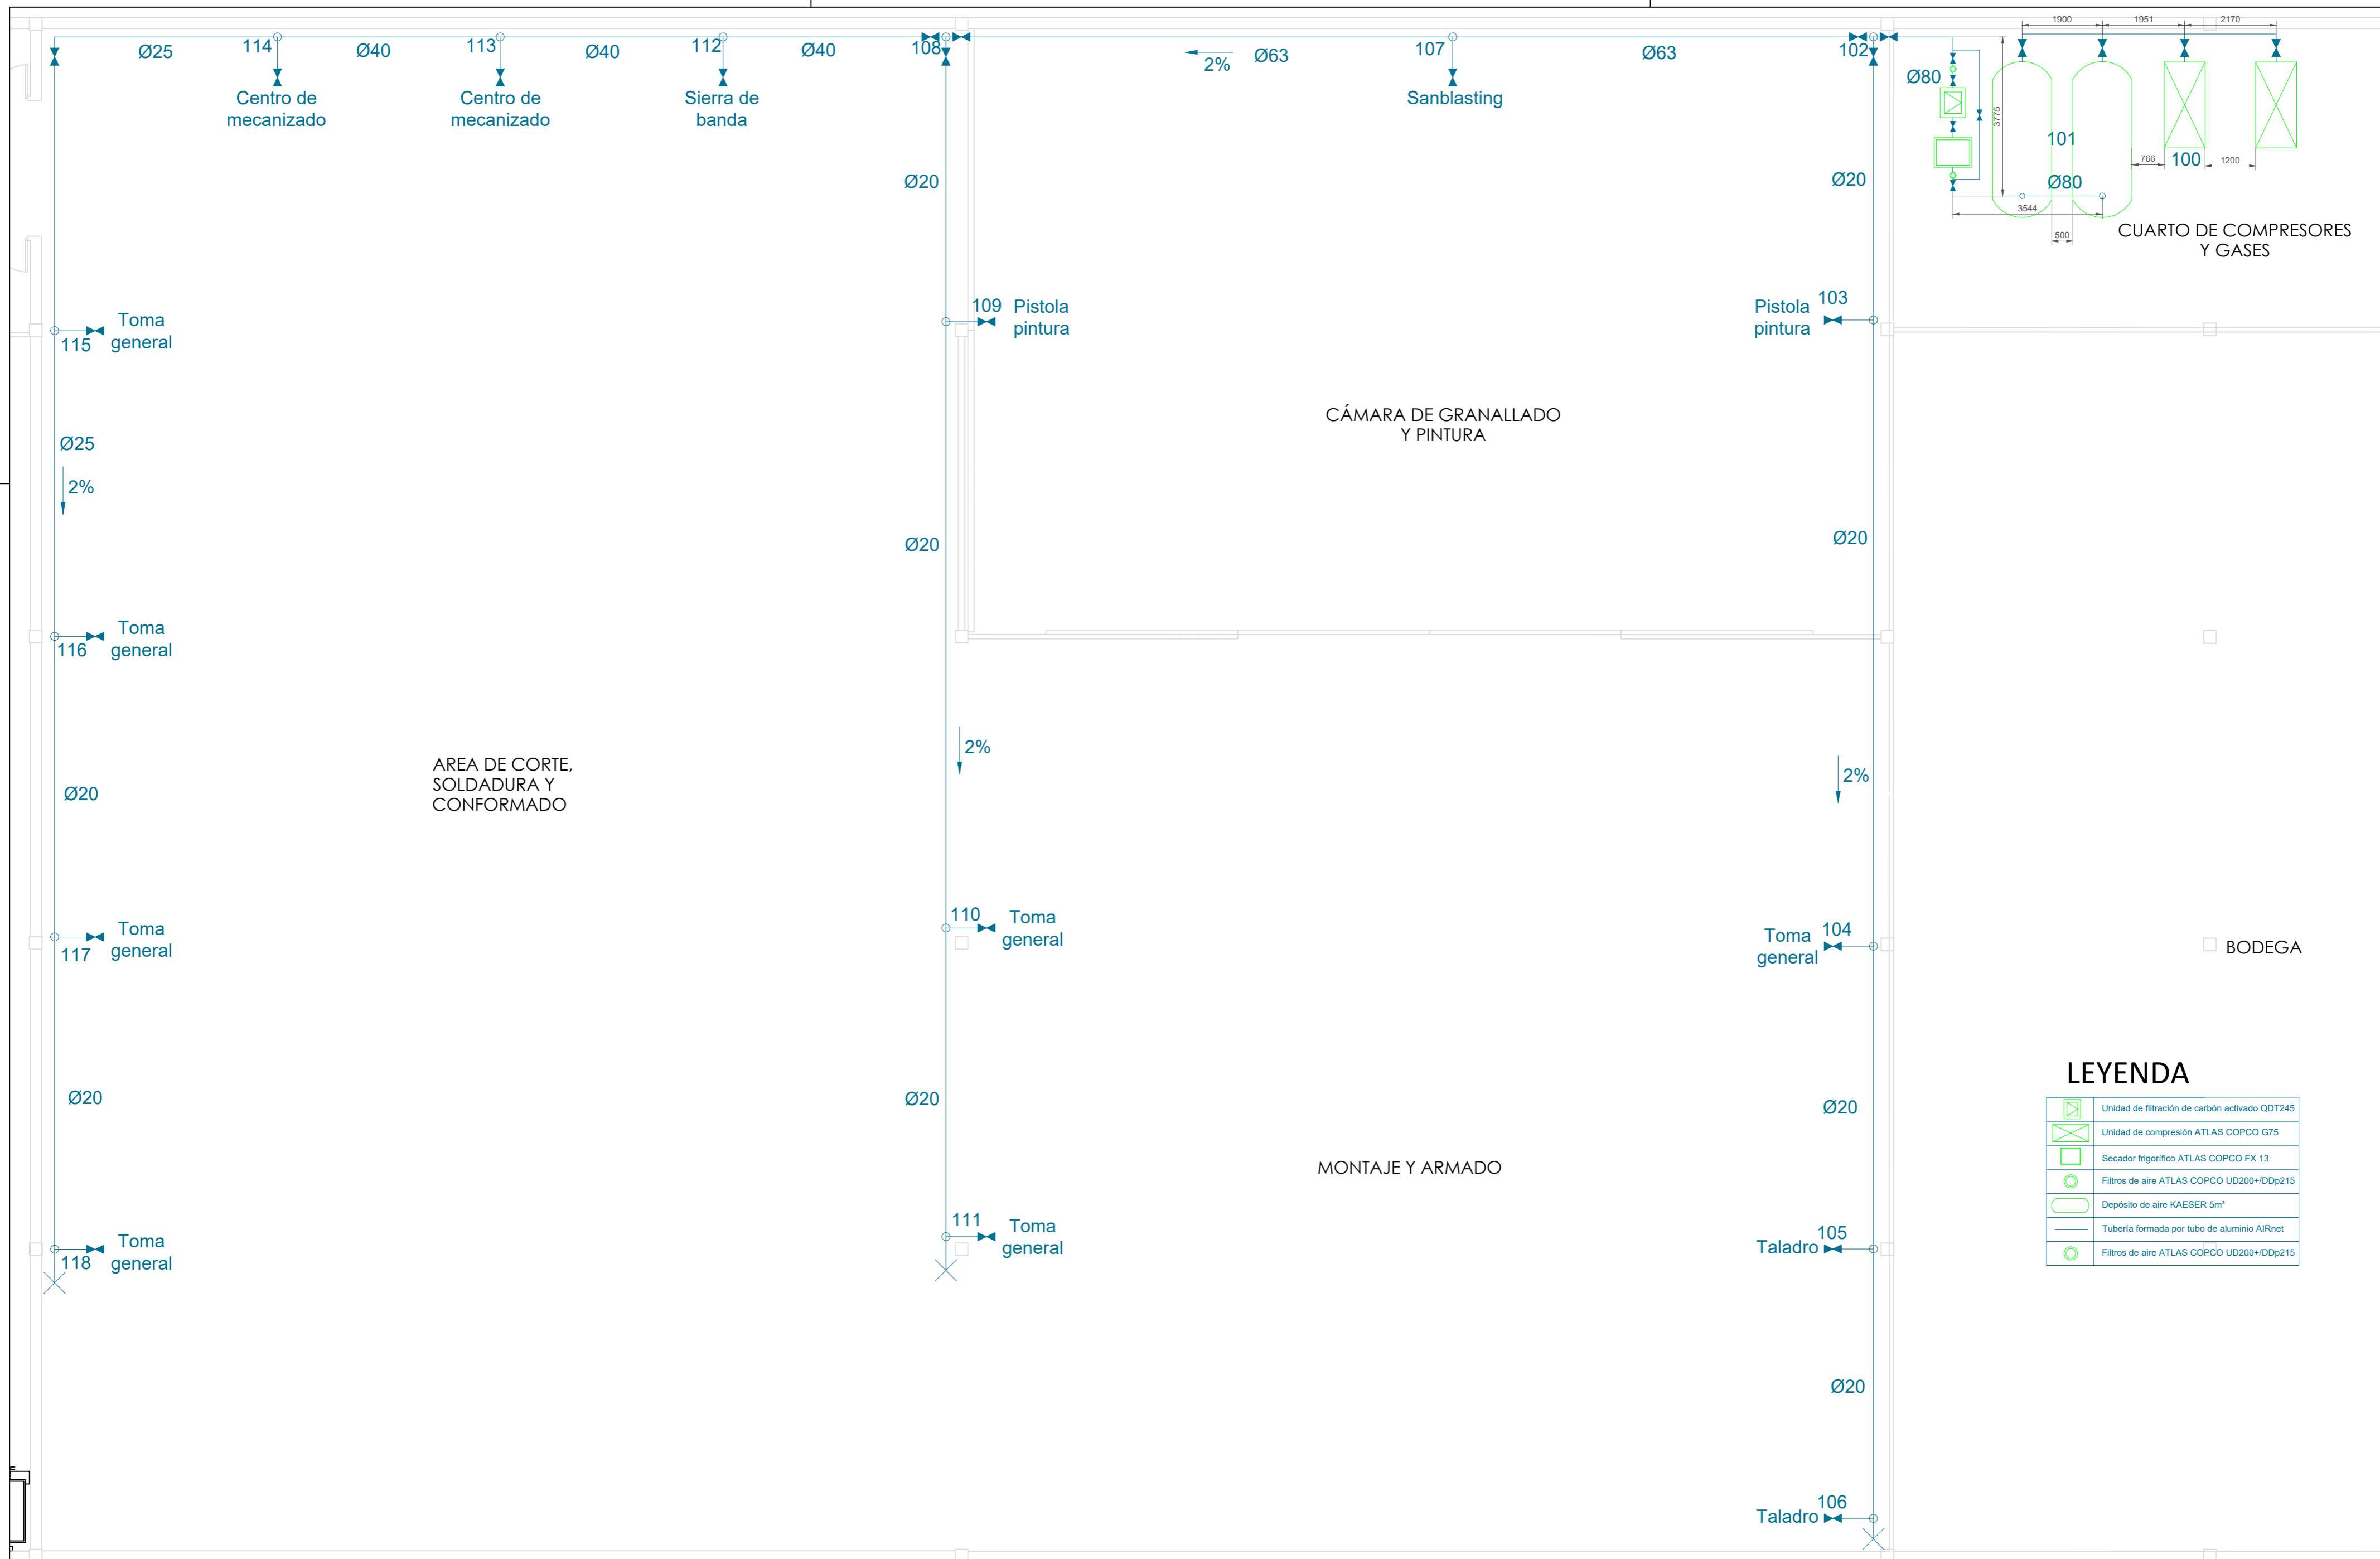 1900
1951
2170
Ø25
114
Ø40
113
Ø40
112
Ø40
108
2%
Ø63
107
Ø63
102
Ø80
3775
Centro de
mecanizado
Centro de
mecanizado
Sierra de
banda
Sanblasting
101
766
100
1200
Ø20
Ø20
Ø80
3544
500
CUARTO DE COMPRESORES
Y GASES
109
Pistola
pintura
Pistola
pintura
103
Toma
general
115
CÁMARA DE GRANALLADO
Y PINTURA
Ø25
2%
Ø20
Ø20
Toma
general
116
2%
2%
AREA DE CORTE,
SOLDADURA Y
CONFORMADO
Ø20
110
Toma
general
Toma
general
104
Toma
general
117
BODEGA
LEYENDA
Unidad de filtración de carbón activado QDT245
Unidad de compresión ATLAS COPCO G75
Secador frigorífico ATLAS COPCO FX 13
Filtros de aire ATLAS COPCO UD200+/DDp215
Depósito de aire KAESER 5m³
Tubería formada por tubo de aluminio AIRnet
Filtros de aire ATLAS COPCO UD200+/DDp215
Ø20
Ø20
Ø20
MONTAJE Y ARMADO
111
Toma
general
105
Taladro
Toma
general
118
Ø20
106
Taladro